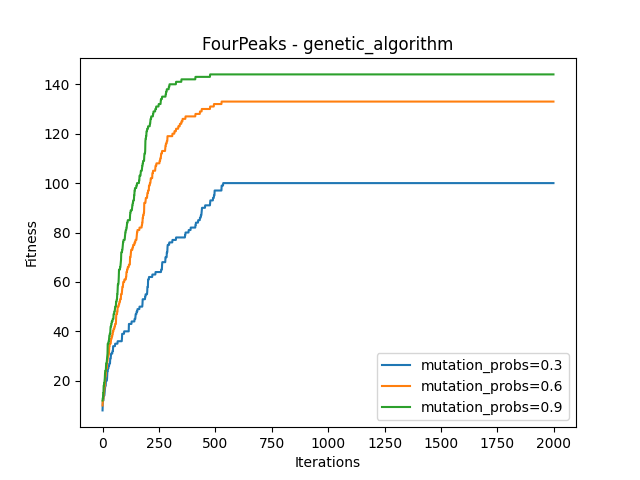 FourPeaks - genetic_algorithm
Fitness
140
120
100
80
60
40
20
mutation_probs=0.3
mutation_probs=0.6
mutation_probs=0.9
0 250 500 750 1000 1250 1500 1750 2000
Iterations